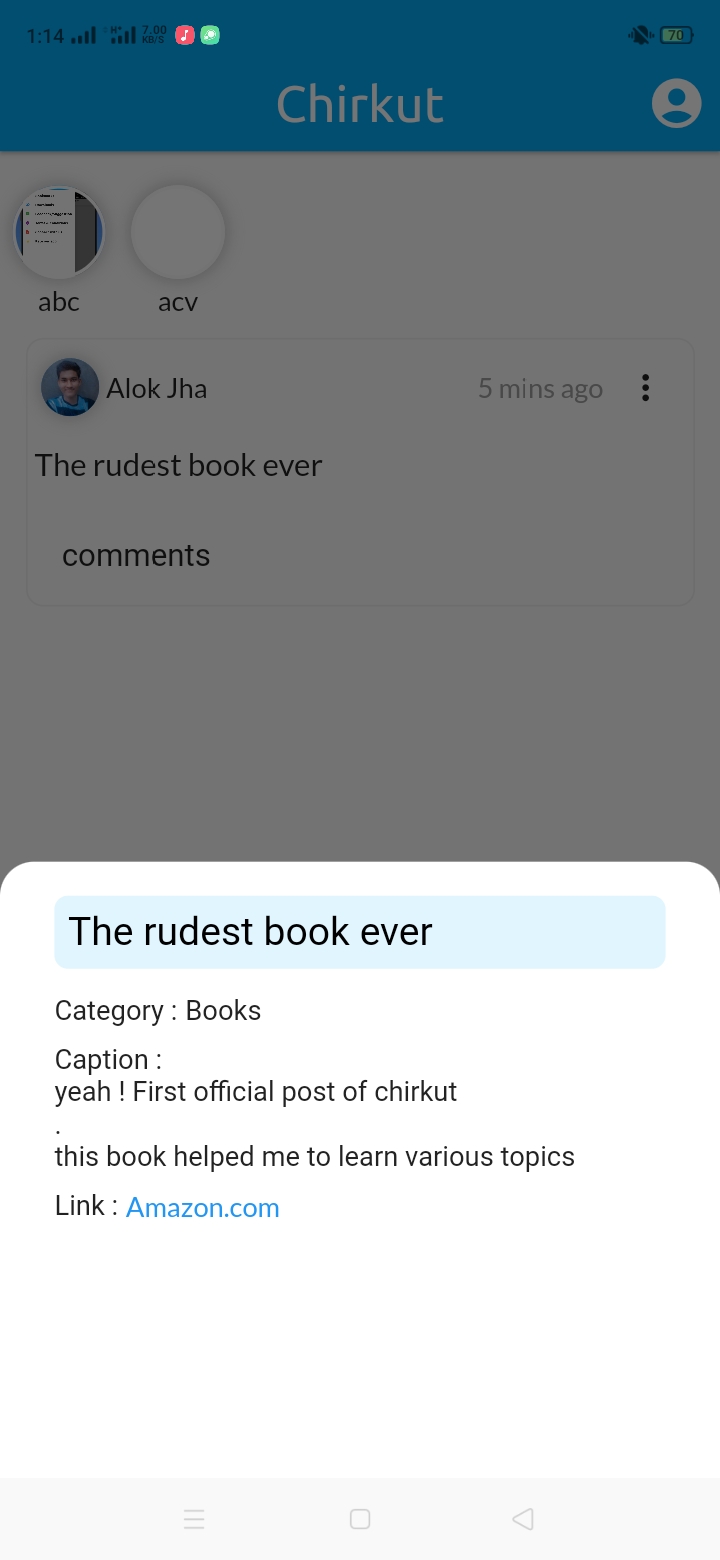 1:14 7.00 KB/S 70
Chirkut
abc acv
Alok Jha 5 mins ago
The rudest book ever
comments
The rudest book ever
Category : Books
Caption :
yeah ! First official post of chirkut
.
this book helped me to learn various topics
Link : Amazon.com